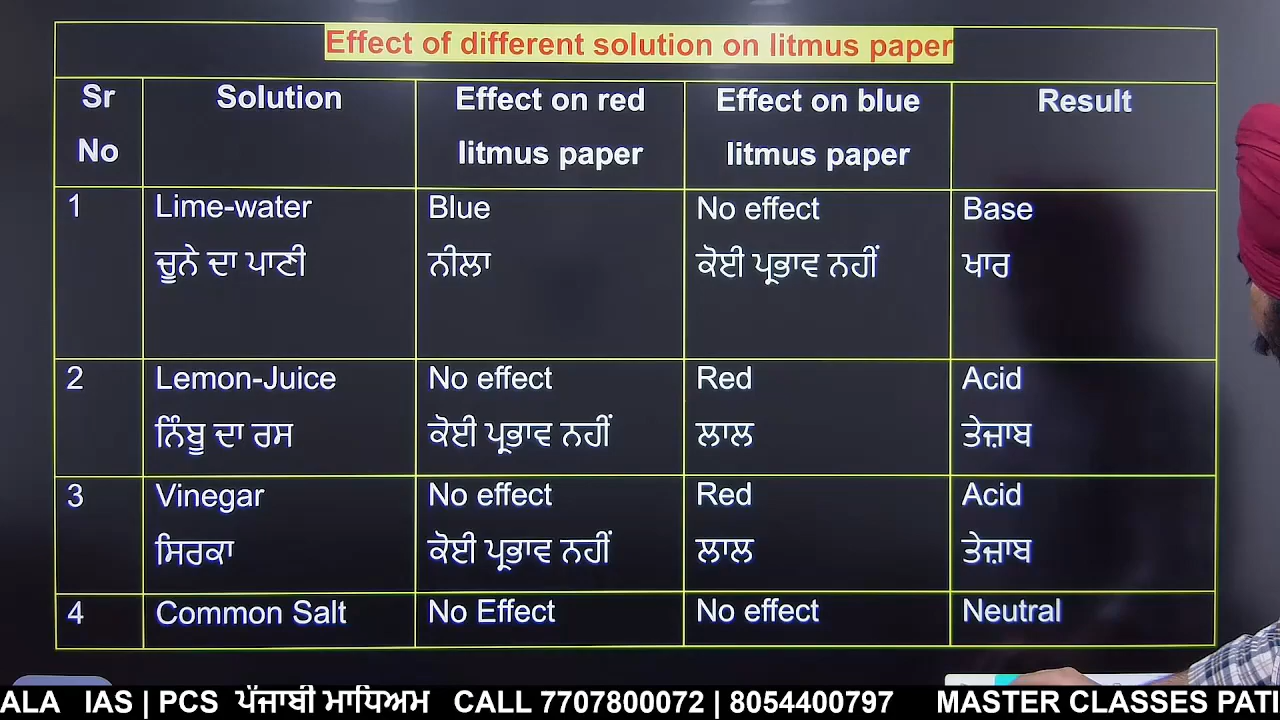 Effect of different solution on litmus paper
Sr No | Solution | Effect on red litmus paper | Effect on blue litmus paper | Result
1 | Lime-water | Blue | No effect | Base
ਚੂਨੇ ਦਾ ਪਾਣੀ | ਨੀਲਾ | ਕੋਈ ਪ੍ਰਭਾਵ ਨਹੀਂ | ਖਾਰ
2 | Lemon-Juice | No effect | Red | Acid
ਨਿੰਬੂ ਦਾ ਰਸ | ਕੋਈ ਪ੍ਰਭਾਵ ਨਹੀਂ | ਲਾਲ | ਤੇਜ਼ਾਬ
3 | Vinegar | No effect | Red | Acid
ਸਿਰਕਾ | ਕੋਈ ਪ੍ਰਭਾਵ ਨਹੀਂ | ਲਾਲ | ਤੇਜ਼ਾਬ
4 | Common Salt | No Effect | No effect | Neutral
ALA IAS | PCS ਪੰਜਾਬੀ ਮਾਧਿਅਮ CALL 7707800072 | 8054400797 MASTER CLASSES PATI